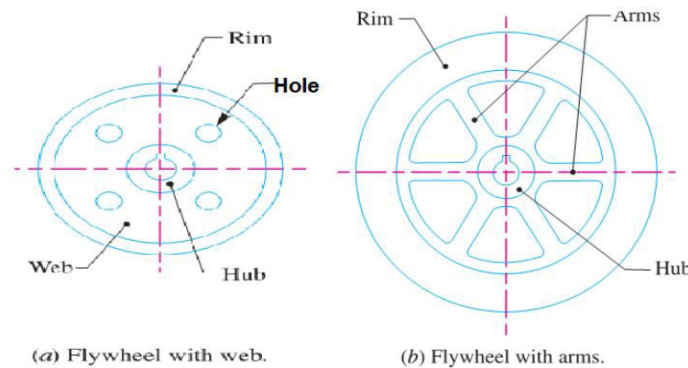 Rim
Hole
Web
Hub
(a) Flywheel with web.
Rim
Arms
Hub
(b) Flywheel with arms.